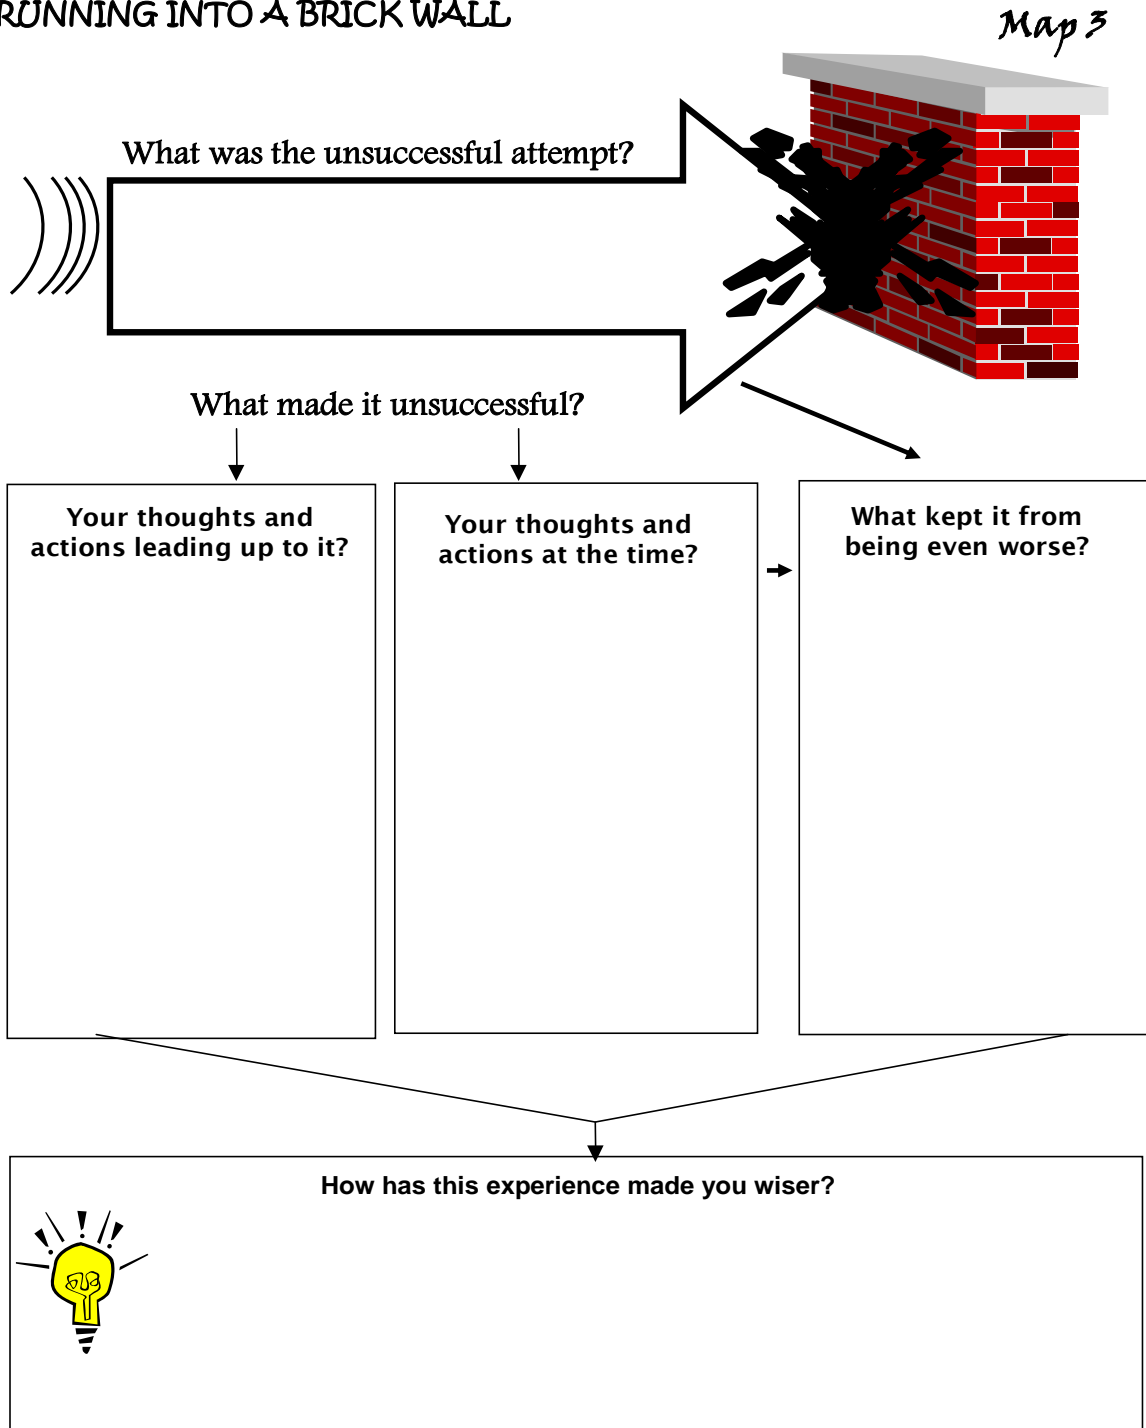 RUNNING INTO A BRICK WALL
Map 3
What was the unsuccessful attempt?
What made it unsuccessful?
Your thoughts and
actions leading up to it?
Your thoughts and
actions at the time?
What kept it from
being even worse?
How has this experience made you wiser?